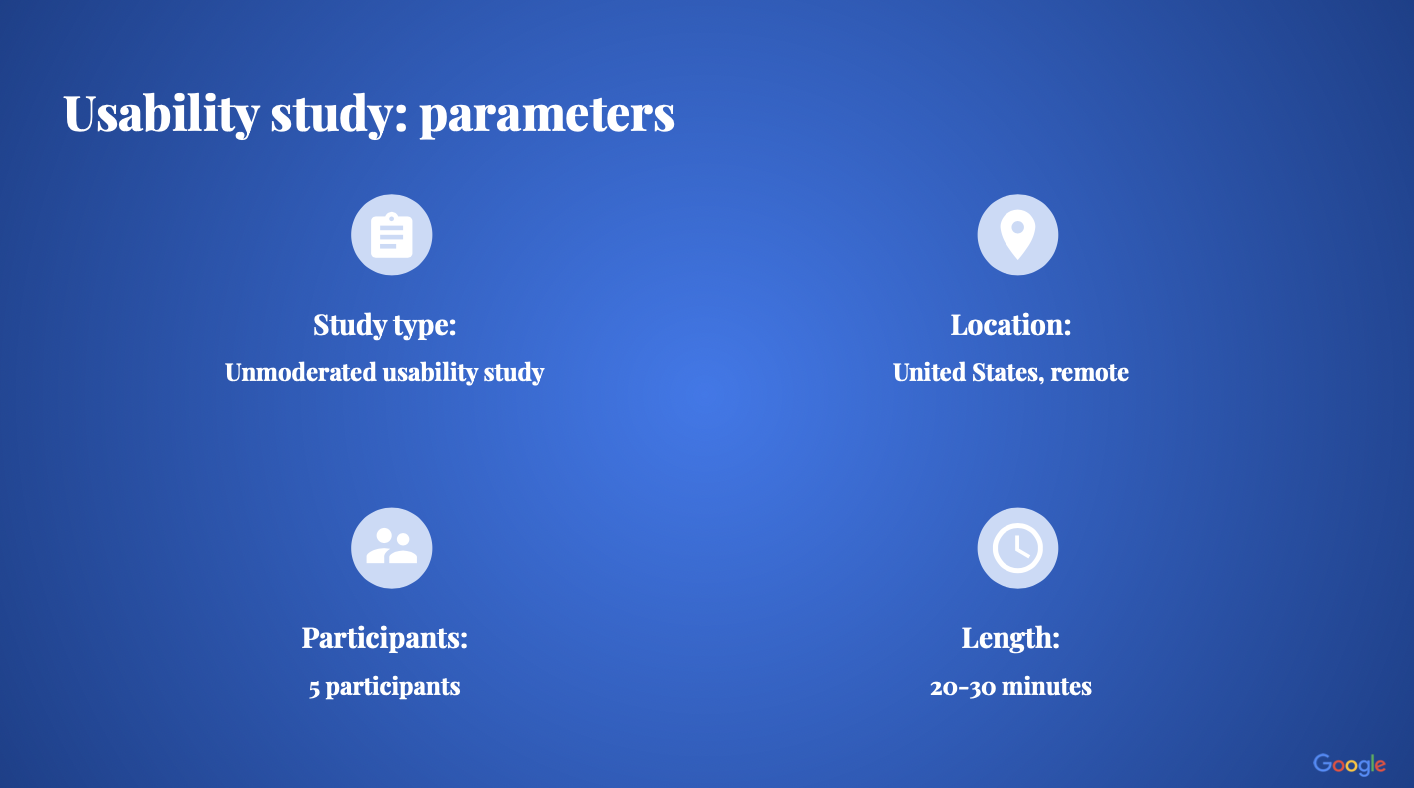 Usability study: parameters
Study type:
Unmoderated usability study
Location:
United States, remote
Participants:
5 participants
Length:
20-30 minutes
Google